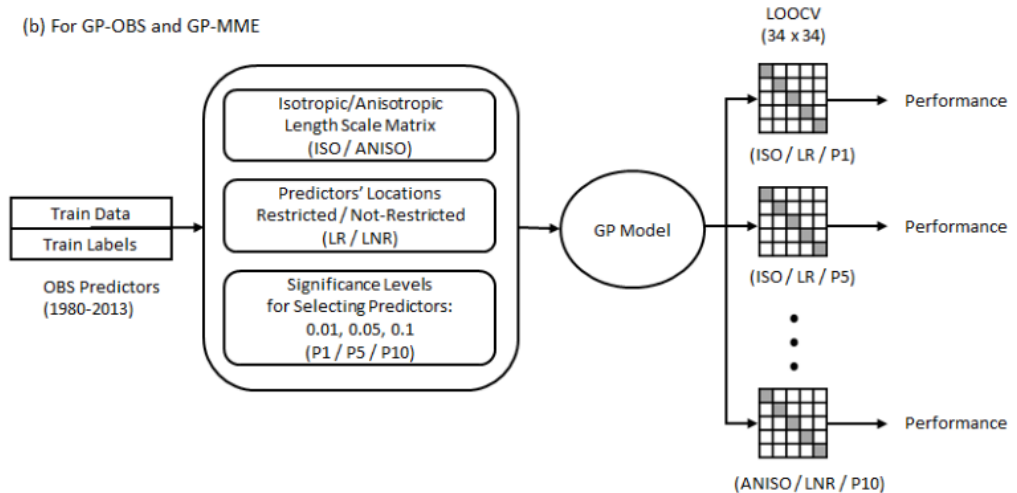 (b) For GP-OBS and GP-MME
Train Data
Train Labels
OBS Predictors
(1980-2013)
Isotropic/Anisotropic
Length Scale Matrix
(ISO / ANISO)
Predictors' Locations
Restricted / Not-Restricted
(LR / LNR)
Significance Levels
for Selecting Predictors:
0.01, 0.05, 0.1
(P1 / P5 / P10)
GP Model
LOOCV
(34 x 34)
Performance
(ISO / LR / P1)
Performance
(ISO / LR / P5)
Performance
(ANISO / LNR / P10)